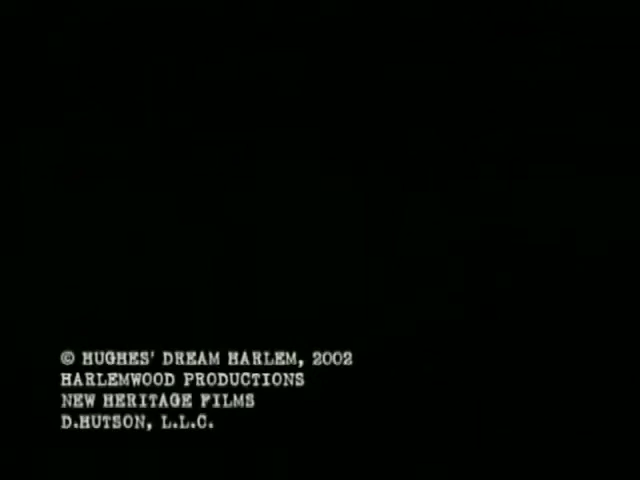 © HUGHES' DREAM HARLEM, 2002
HARLEMWOOD PRODUCTIONS
NEW HERITAGE FILMS
D.HUTSON, L.L.C.